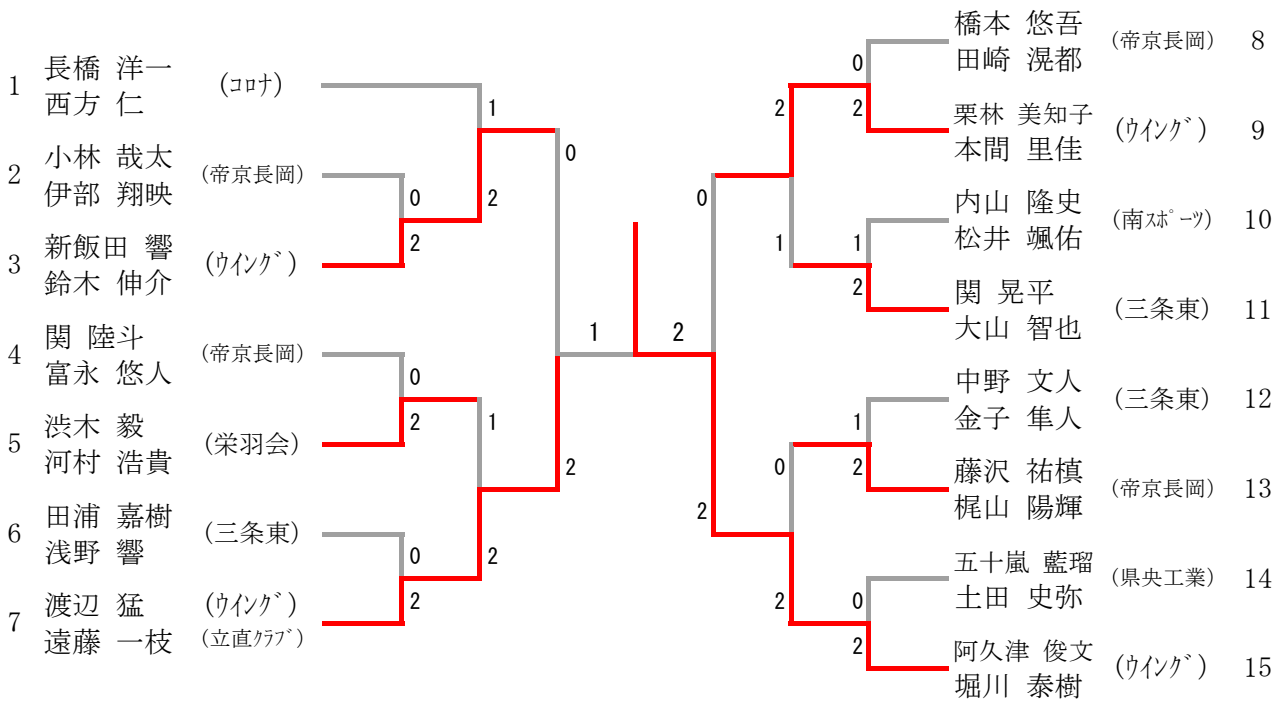 1 長橋 洋一 (ｺﾛﾅ)
西方 仁
2 小林 哉太 (帝京長岡)
伊部 翔映
3 新飯田 響 (ｳｲﾝｸﾞ)
鈴木 伸介
4 関 陸斗 (帝京長岡)
富永 悠人
5 渋木 毅 (栄羽会)
河村 浩貴
6 田浦 嘉樹 (三条東)
浅野 響
7 渡辺 猛 (ｳｲﾝｸﾞ)
遠藤 一枝 (立直ｸﾗﾌﾞ)
1
0
2
2
0
2
0
1
2
2
0
2
1
2
0
2
0
2
2
1
1
2
1
2
0
2
2
0
2
橋本 悠吾 (帝京長岡) 8
田崎 滉都
栗林 美知子 (ｳｲﾝｸﾞ) 9
本間 里佳
内山 隆史 (南ｽﾎﾟｰﾂ) 10
松井 颯佑
関 晃平 (三条東) 11
大山 智也
中野 文人 (三条東) 12
金子 隼人
藤沢 祐槙 (帝京長岡) 13
梶山 陽輝
五十嵐 藍瑠 (県央工業) 14
土田 史弥
阿久津 俊文 (ｳｲﾝｸﾞ) 15
堀川 泰樹